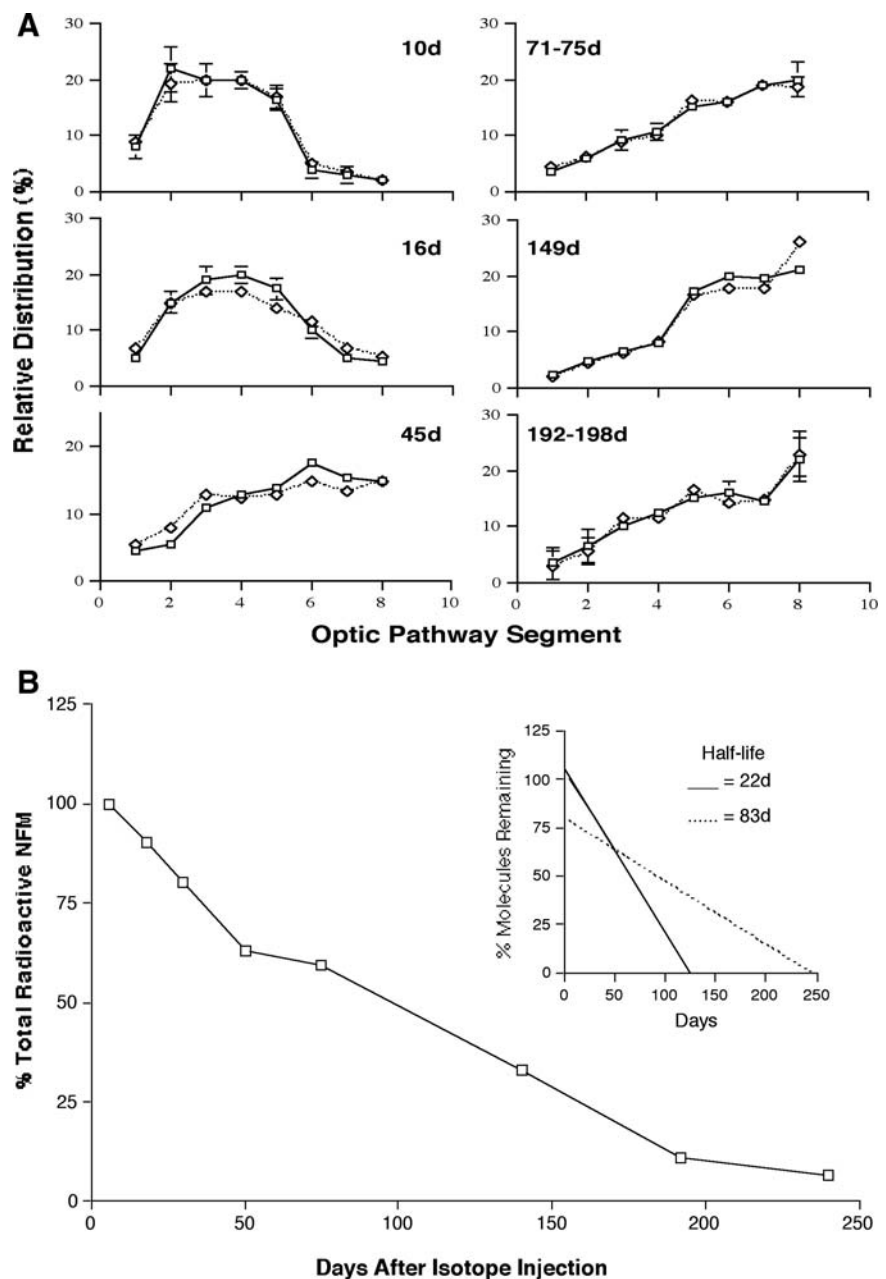 A
10d
71-75d
30
20
10
0
30
20
10
0
16d
149d
30
20
10
0
30
20
10
0
45d
192-198d
20
10
0
30
20
10
0
0 2 4 6 8 10
0 2 4 6 8 10
Relative Distribution (%)
Optic Pathway Segment
B
125
100
75
50
25
0
0 50 100 150 200 250
% Total Radioactive NFM
Days After Isotope Injection
125
100
75
50
25
0
0 50 100 150 200 250
% Molecules Remaining
Days
Half-life
= 22d
= 83d